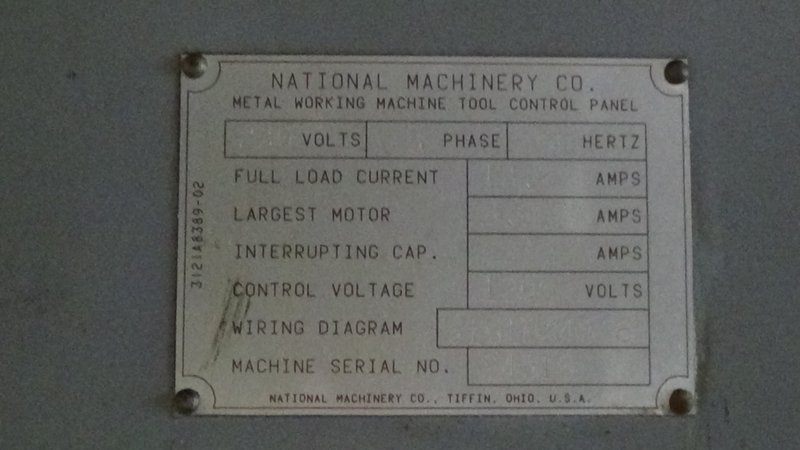 NATIONAL MACHINERY CO.
METAL WORKING MACHINE TOOL CONTROL PANEL
VOLTS PHASE HERTZ
FULL LOAD CURRENT AMPS
LARGEST MOTOR AMPS
INTERRUPTING CAP. AMPS
CONTROL VOLTAGE VOLTS
WIRING DIAGRAM
MACHINE SERIAL NO.
NATIONAL MACHINERY CO., TIFFIN, OHIO, U.S.A.
3121A8389-02